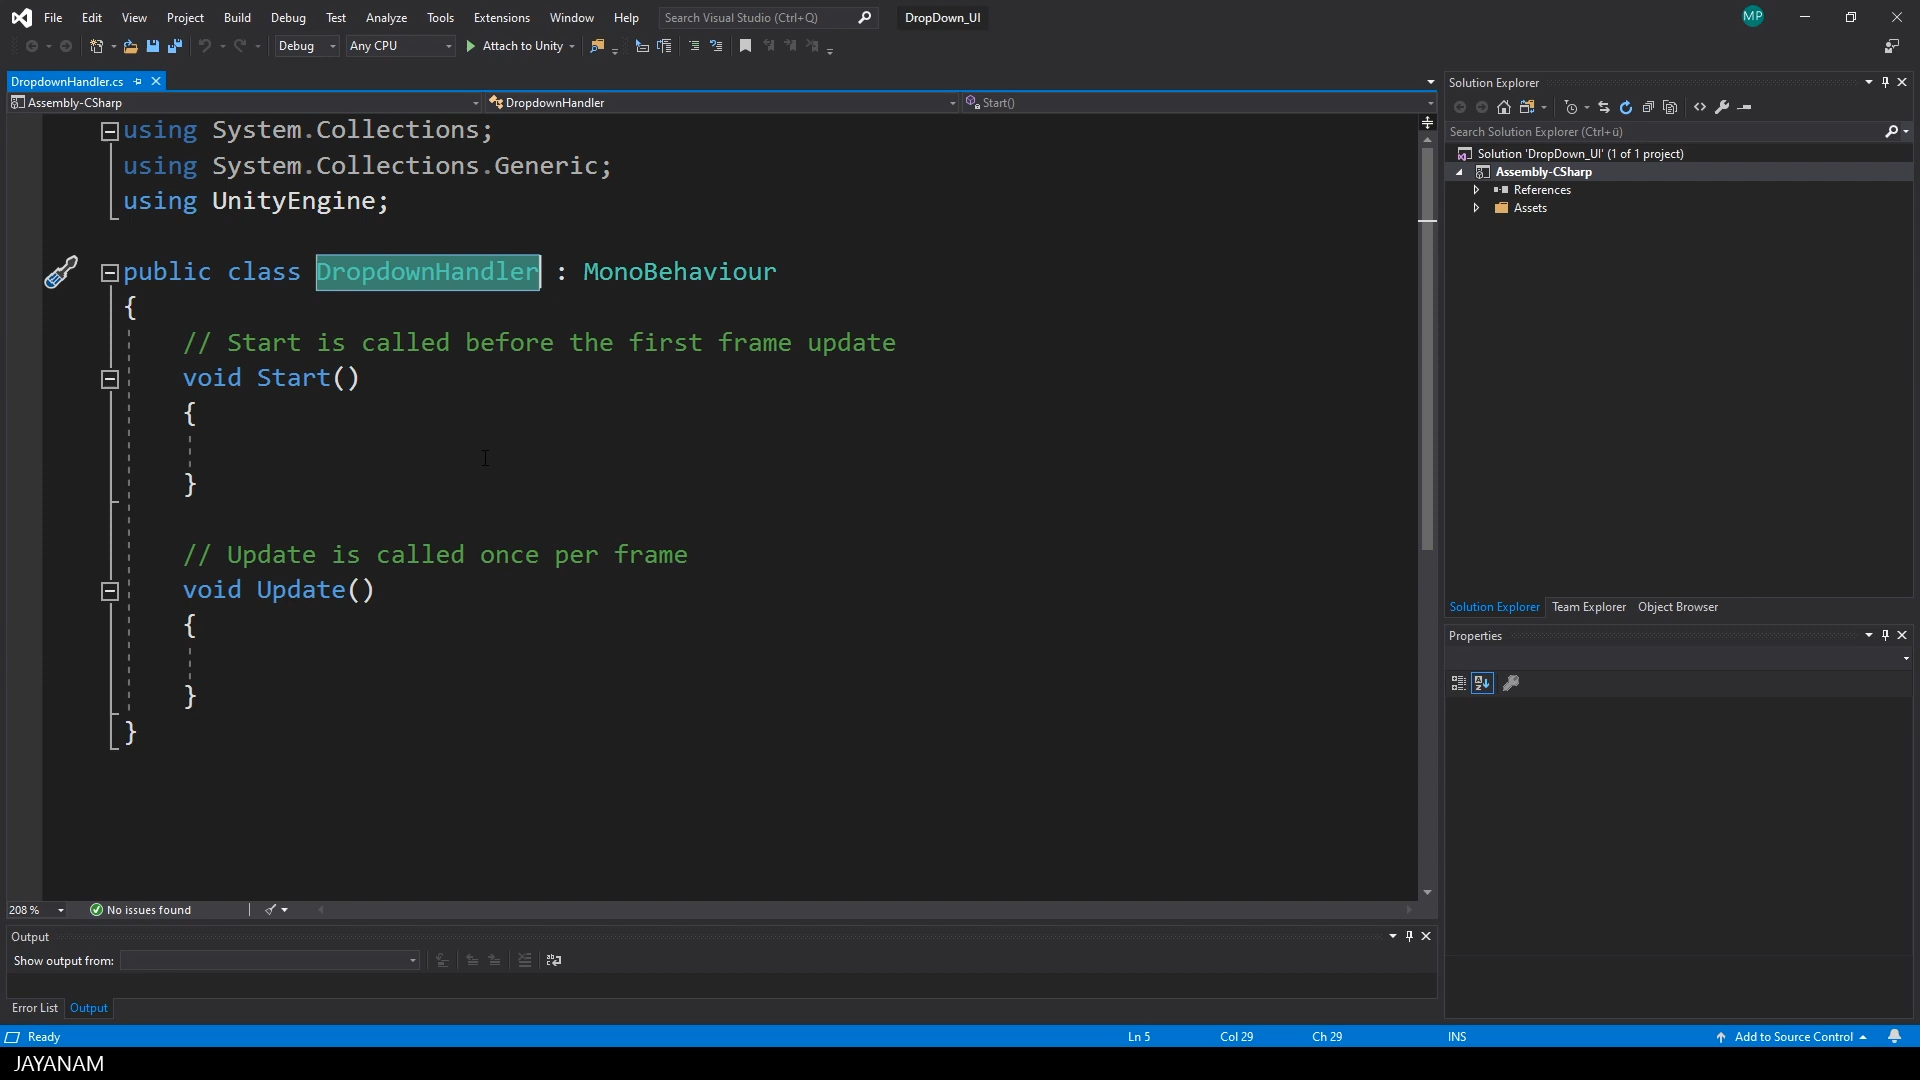 File Edit View Project Build Debug Test Analyze Tools Extensions Window Help Search Visual Studio (Ctrl+Q) DropDown_UI MP
Debug Any CPU Attach to Unity
DropdownHandler.cs
Assembly-CSharp DropdownHandler Start()
using System.Collections;
using System.Collections.Generic;
using UnityEngine;
public class DropdownHandler : MonoBehaviour
{
// Start is called before the first frame update
void Start()
{
}
// Update is called once per frame
void Update()
{
}
}
208 % No issues found
Output
Show output from:
Error List Output
Solution Explorer
Search Solution Explorer (Ctrl+ü)
Solution 'DropDown_UI' (1 of 1 project)
Assembly-CSharp
References
Assets
Solution Explorer Team Explorer Object Browser
Properties
Ready Ln 5 Col 29 Ch 29 INS Add to Source Control
JAYANAM